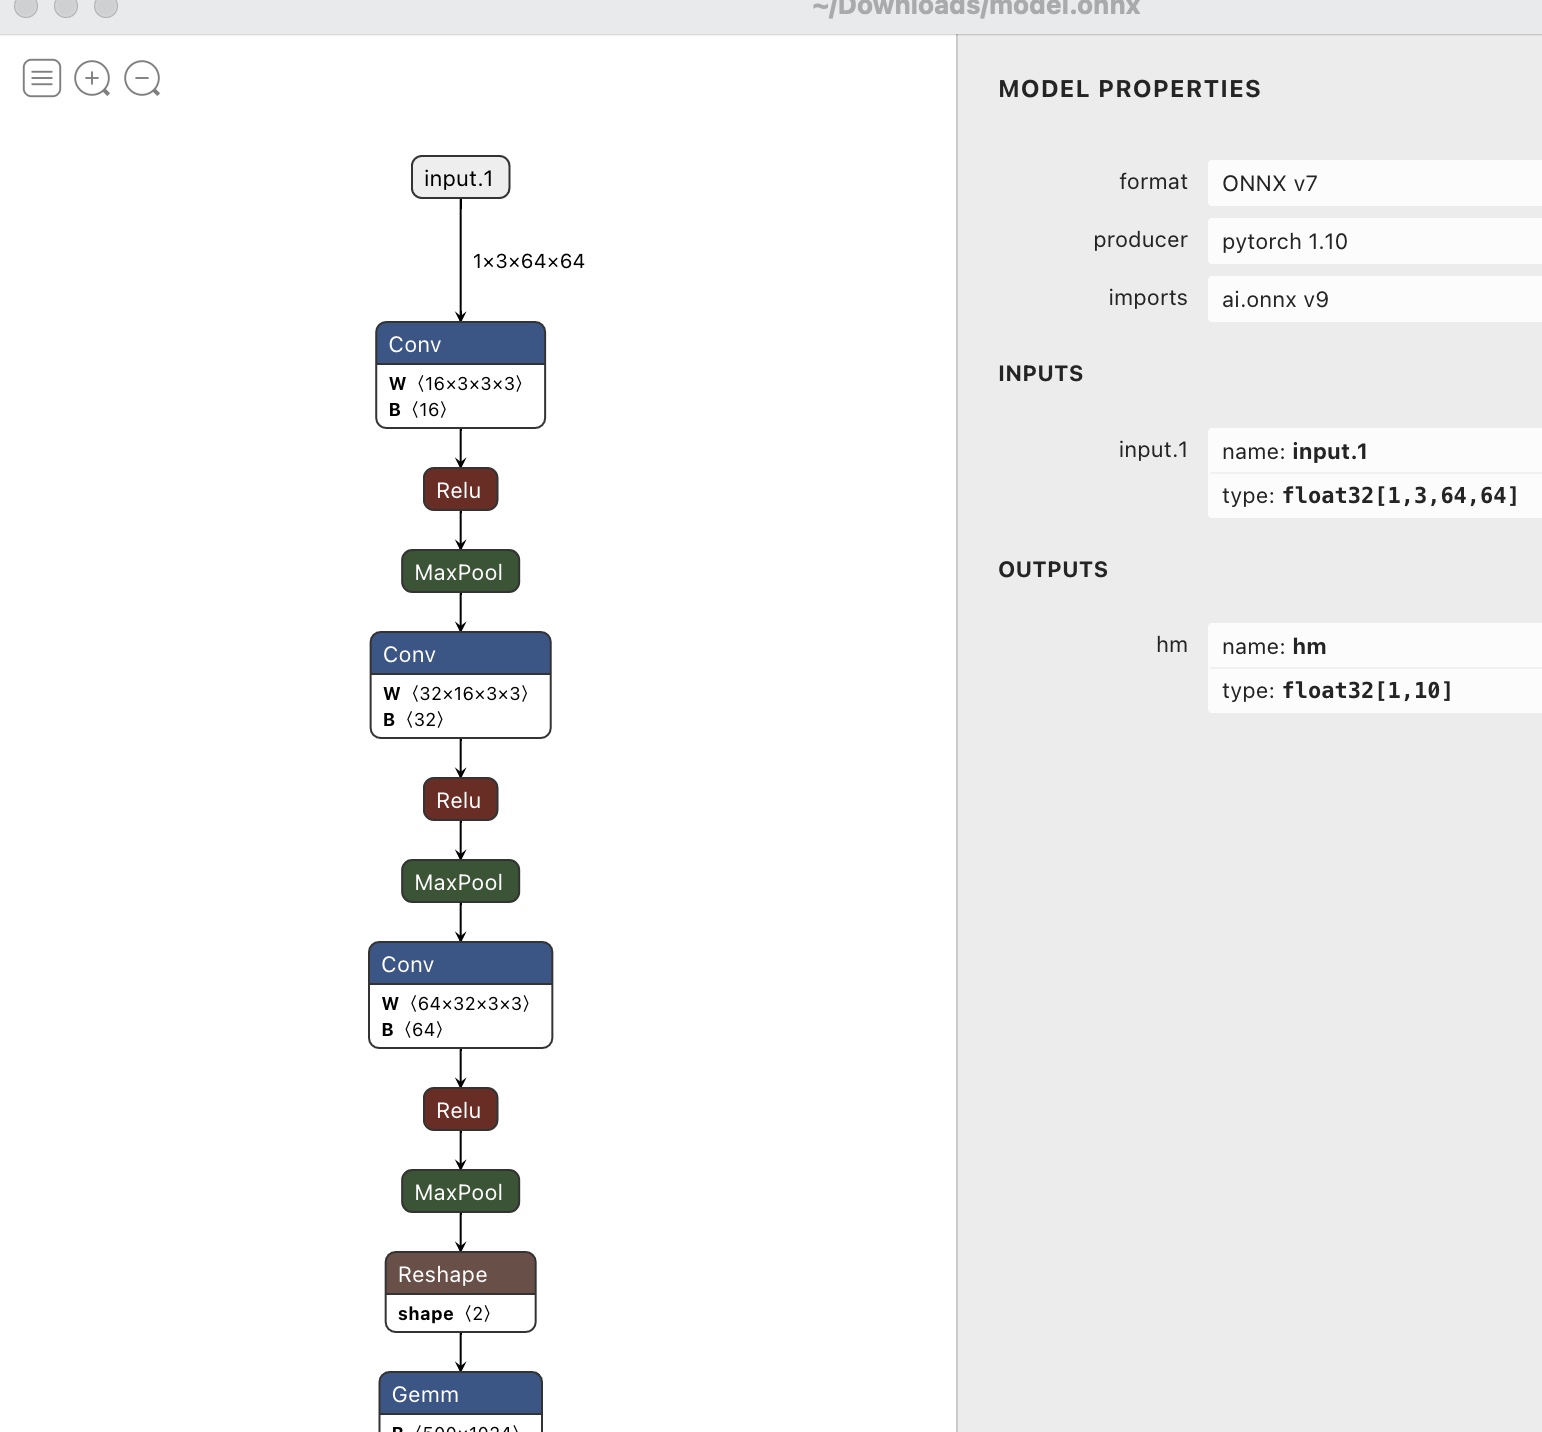 ~/Downloads/model.onnx
input.1
1×3×64×64
Conv
W ⟨16×3×3×3⟩
B ⟨16⟩
Relu
MaxPool
Conv
W ⟨32×16×3×3⟩
B ⟨32⟩
Relu
MaxPool
Conv
W ⟨64×32×3×3⟩
B ⟨64⟩
Relu
MaxPool
Reshape
shape ⟨2⟩
Gemm
B ⟨500×1024⟩
MODEL PROPERTIES
format ONNX v7
producer pytorch 1.10
imports ai.onnx v9
INPUTS
input.1 name: input.1
type: float32[1,3,64,64]
OUTPUTS
hm name: hm
type: float32[1,10]